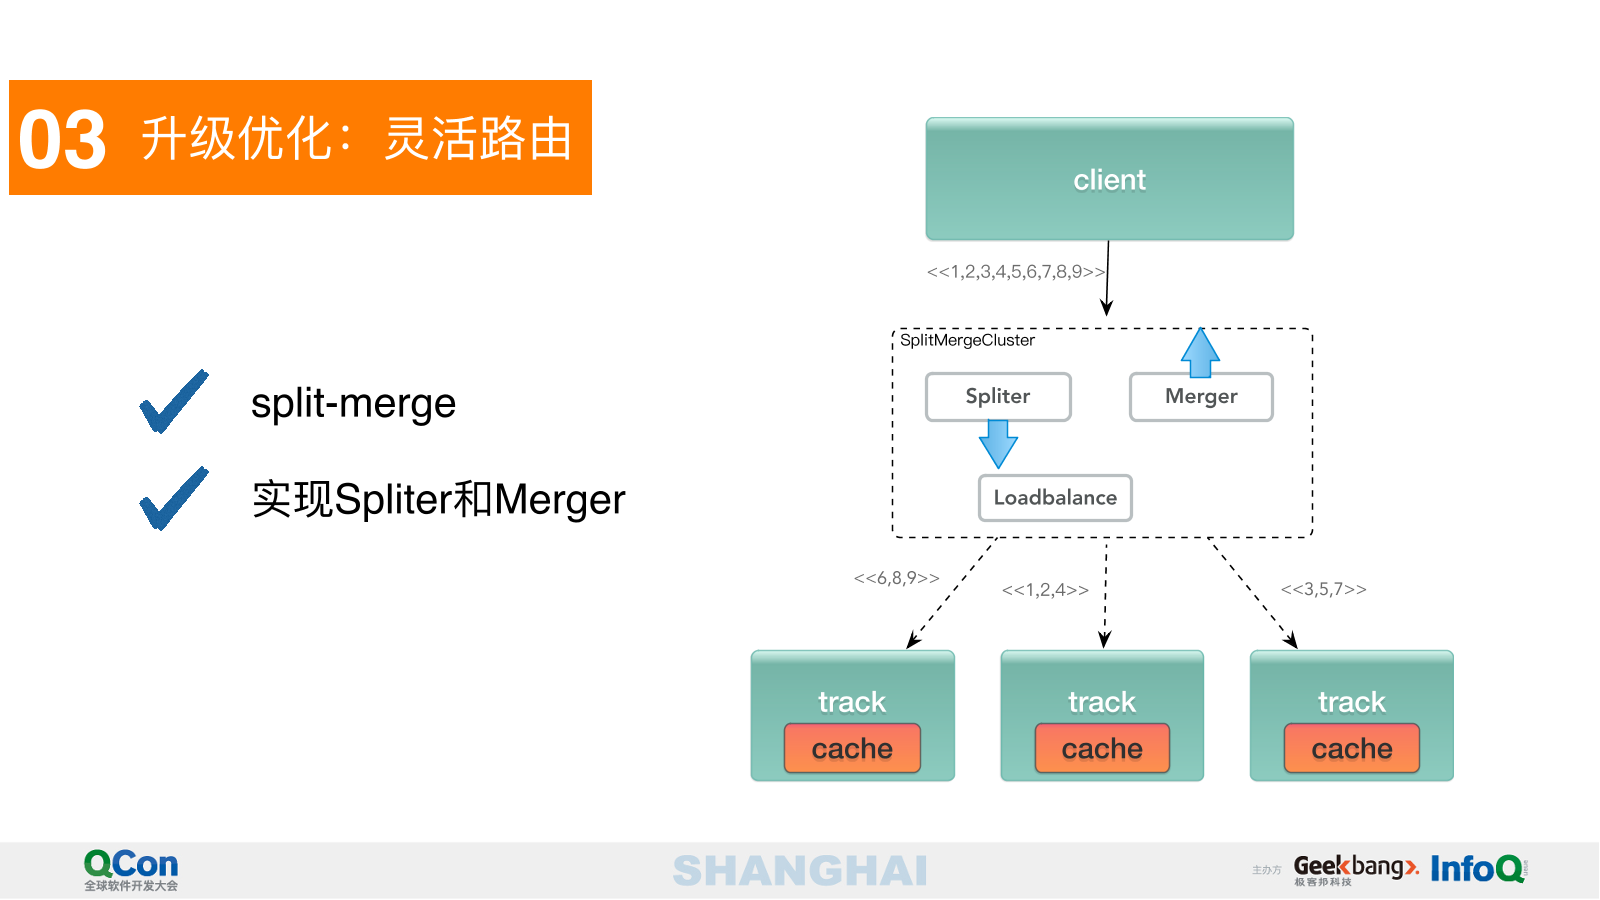 03 升级优化：灵活路由
split-merge
实现Spliter和Merger
client
<<1,2,3,4,5,6,7,8,9>>
SplitMergeCluster
Spliter
Merger
Loadbalance
<<6,8,9>>
<<1,2,4>>
<<3,5,7>>
track
track
track
cache
cache
cache
QCon
全球软件开发大会
SHANGHAI
主办方
Geekbang>.
极客邦科技
InfoQ